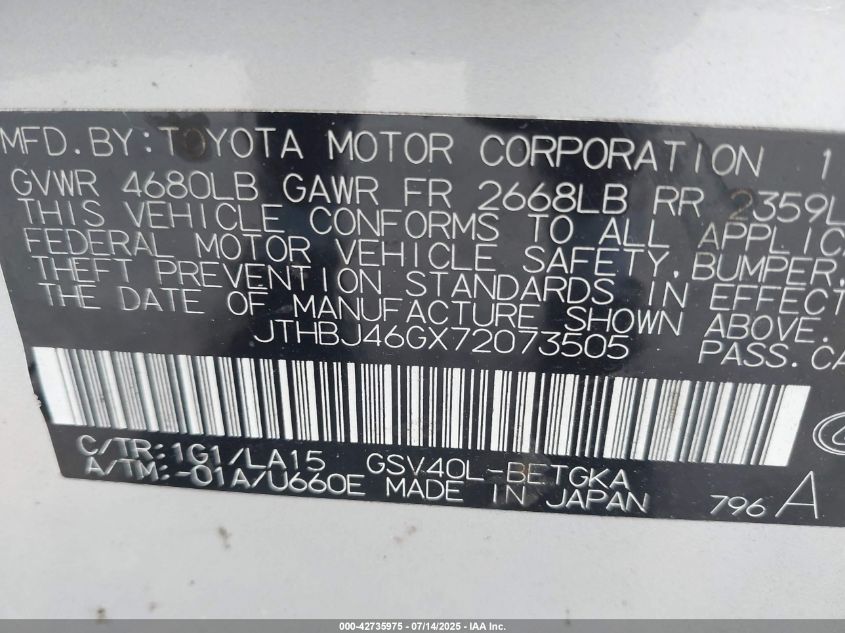 MFD.BY:TOYOTA MOTOR CORPORATION 1
GVWR 4680LB GAWR FR 2668LB RR 2359L
THIS VEHICLE CONFORMS TO ALL APPLIC
FEDERAL MOTOR VEHICLE SAFETY,BUMPER,
THEFT PREVENTION STANDARDS IN EFFECT
THE DATE OF MANUFACTURE SHOWN ABOVE.
JTHBJ46GX72073505 PASS.CA
C/TR:1G1/LA15 GSV40L-BETGKA
A/TM:-01A/U660E MADE IN JAPAN 796 A
000-42735975 - 07/14/2025 - IAA Inc.